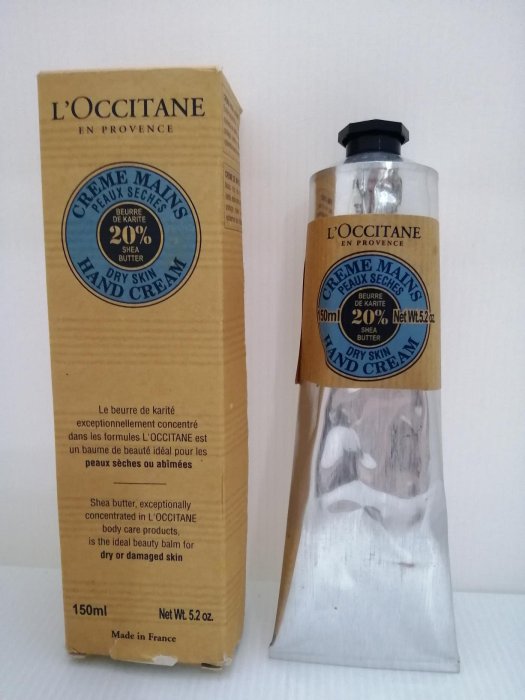 L'OCCITANE
EN PROVENCE
CREME MAINS
PEAUX SECHES
BEURRE
DE KARITE
20%
SHEA
BUTTER
DRY SKIN
HAND CREAM
Le beurre de karité
exceptionnellement concentré
dans les formules L'OCCITANE est
un baume de beauté idéal pour les
peaux sèches ou abîmées
Shea butter, exceptionally
concentrated in L'OCCITANE
body care products,
is the ideal beauty balm for
dry or damaged skin
150ml Net Wt. 5.2 oz.
Made in France
L'OCCITANE
EN PROVENCE
CREME MAINS
PEAUX SECHES
BEURRE
DE KARITE
150ml 20% Net Wt. 5.2 oz.
SHEA
BUTTER
DRY SKIN
HAND CREAM